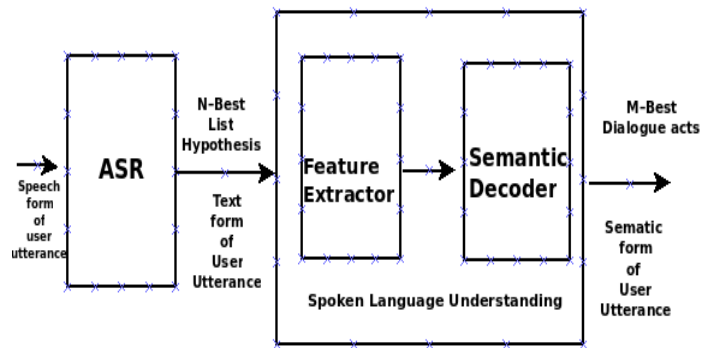 Speech
form
of
user
utterance
ASR
N-Best
List
Hypothesis
Text
form
of
User
Utterance
Feature
Extractor
Semantic
Decoder
Spoken Language Understanding
M-Best
Dialogue acts
Sematic
form
of
User
Utterance